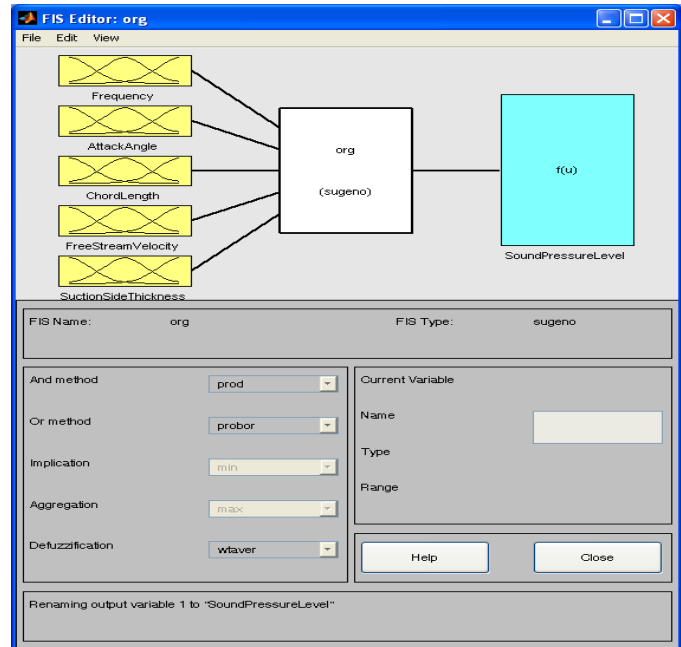 FIS Editor: org
File Edit View
Frequency
AttackAngle
ChordLength
FreeStreamVelocity
SuctionSideThickness
org
(sugeno)
f(u)
SoundPressureLevel
FIS Name: org FIS Type: sugeno
And method prod
Or method probor
Implication min
Aggregation max
Defuzzification wtaver
Current Variable
Name
Type
Range
Help Close
Renaming output variable 1 to "SoundPressureLevel"